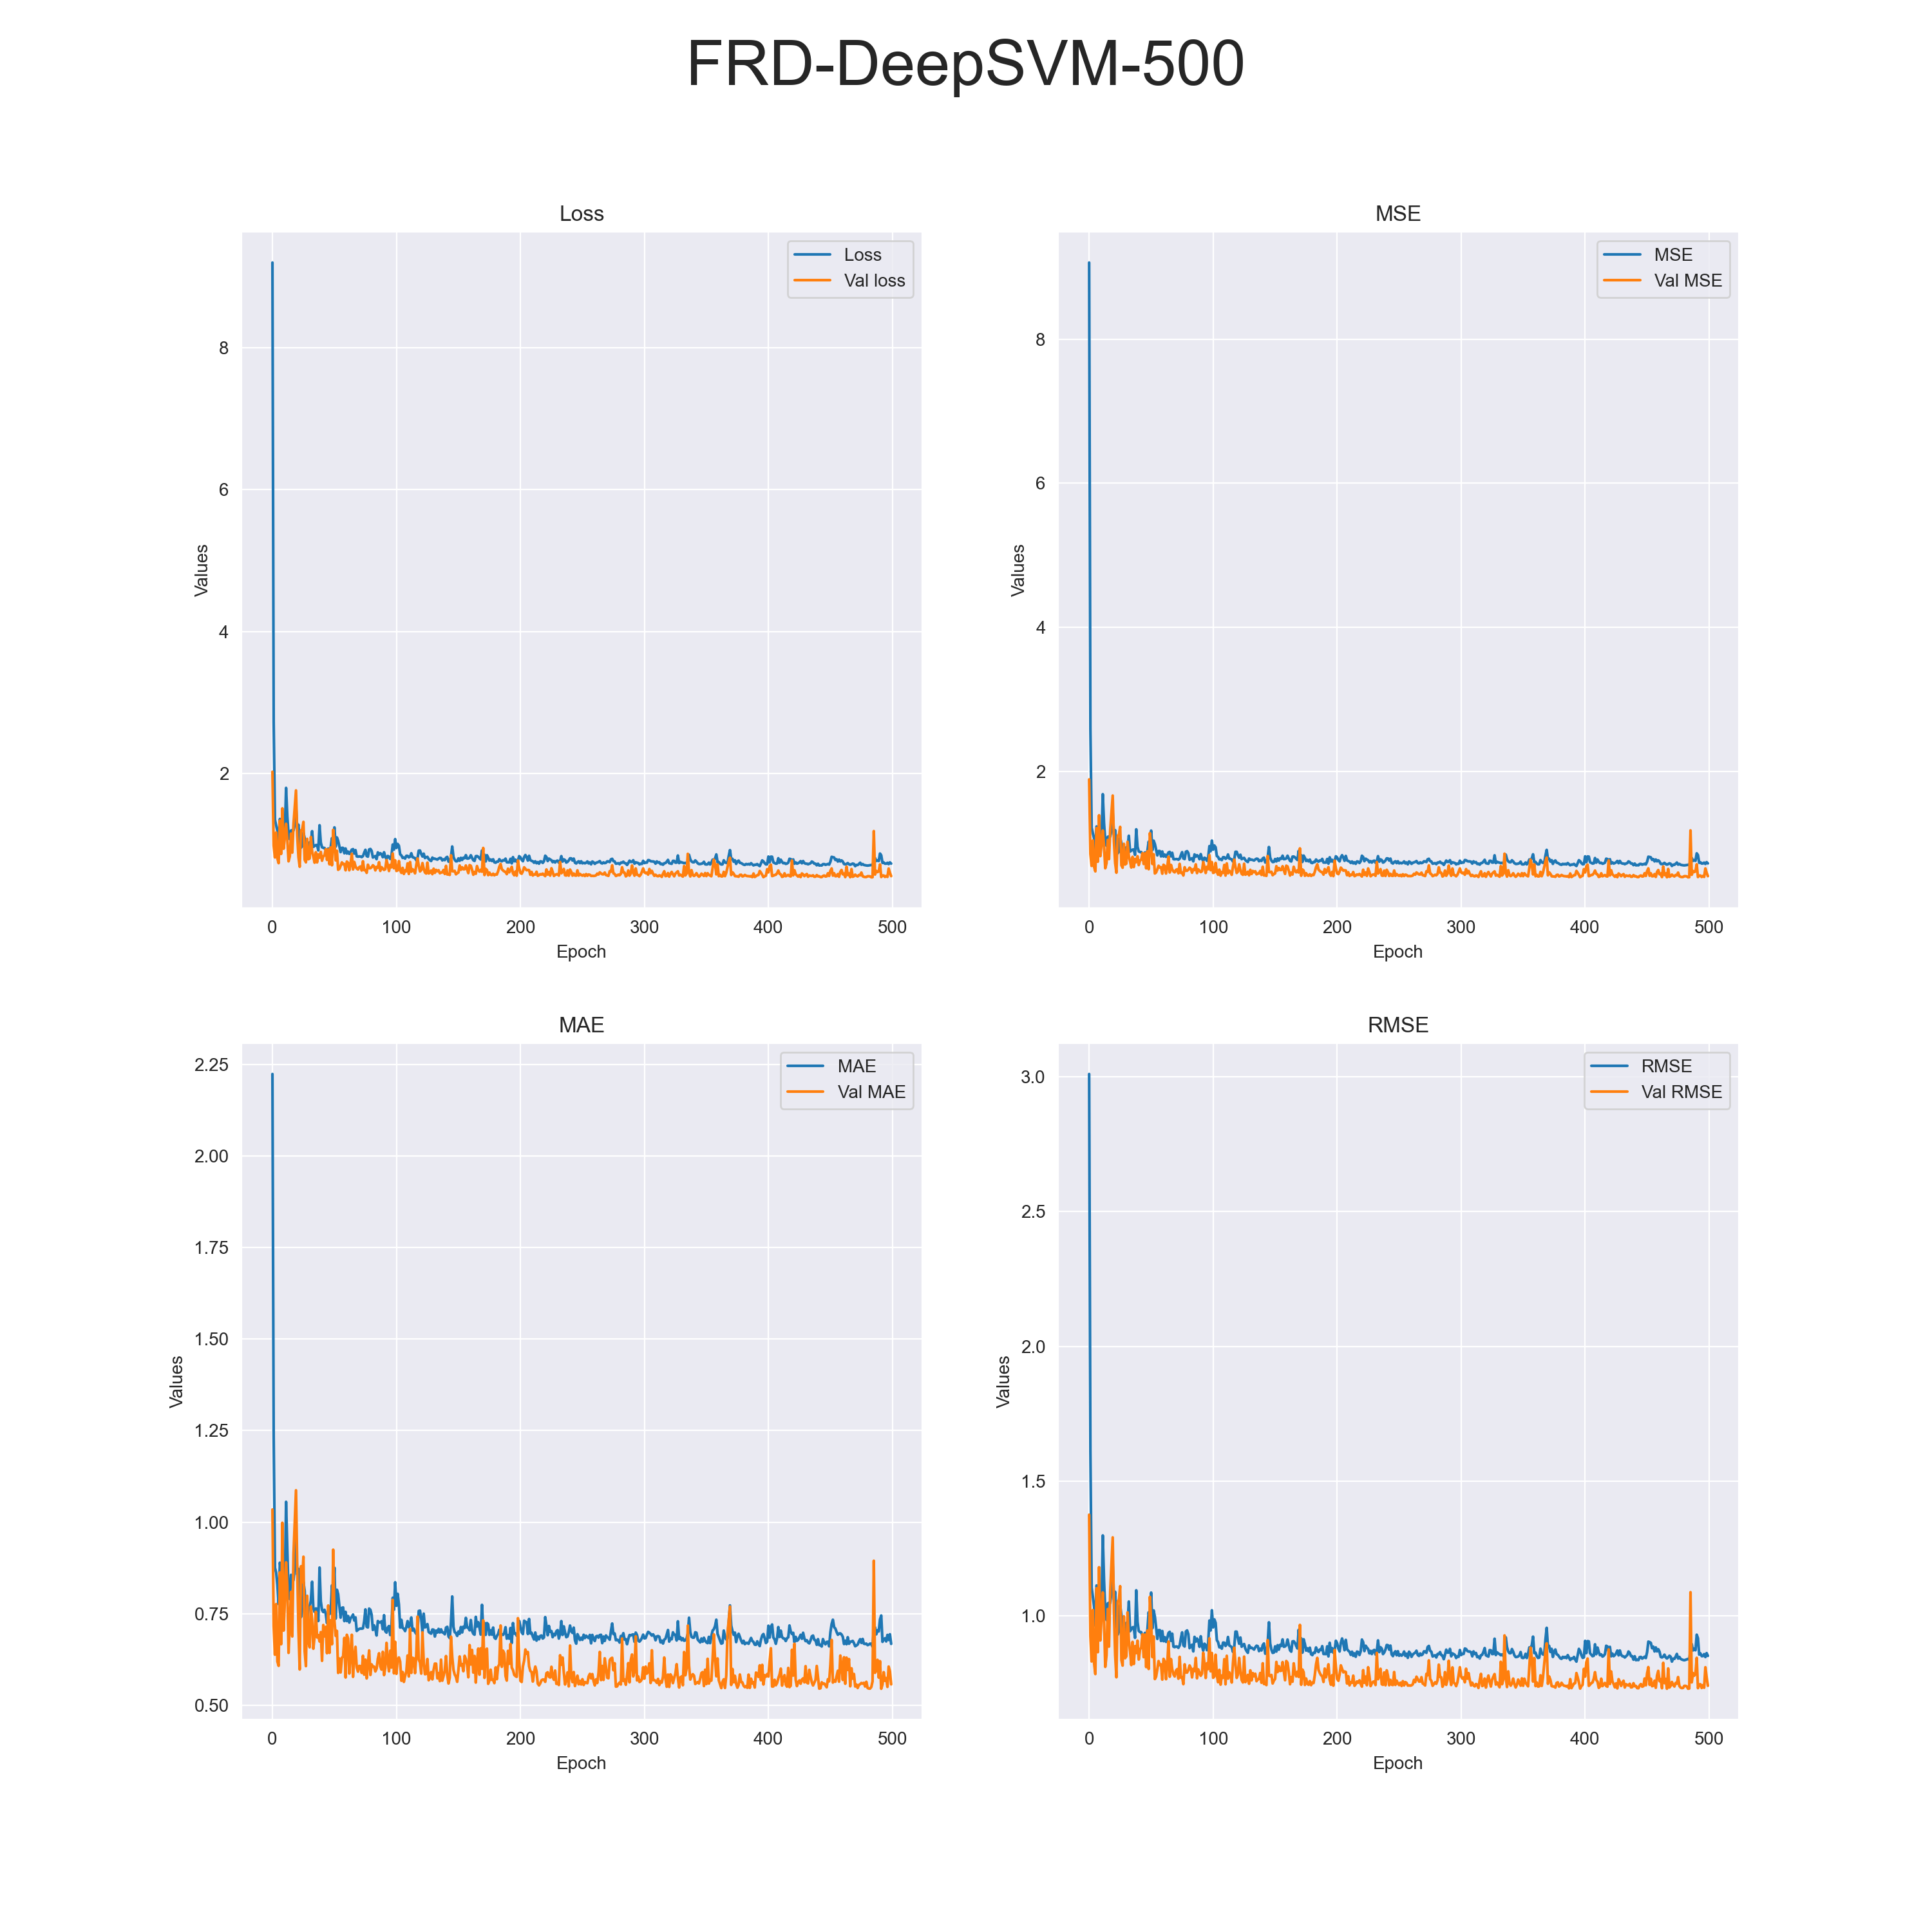 FRD-DeepSVM-500
Loss
Loss
Val loss
8
6
4
2
Values
0 100 200 300 400 500
Epoch
MSE
MSE
Val MSE
8
6
4
2
Values
0 100 200 300 400 500
Epoch
MAE
MAE
Val MAE
2.25
2.00
1.75
1.50
1.25
1.00
0.75
0.50
Values
0 100 200 300 400 500
Epoch
RMSE
RMSE
Val RMSE
3.0
2.5
2.0
1.5
1.0
Values
0 100 200 300 400 500
Epoch